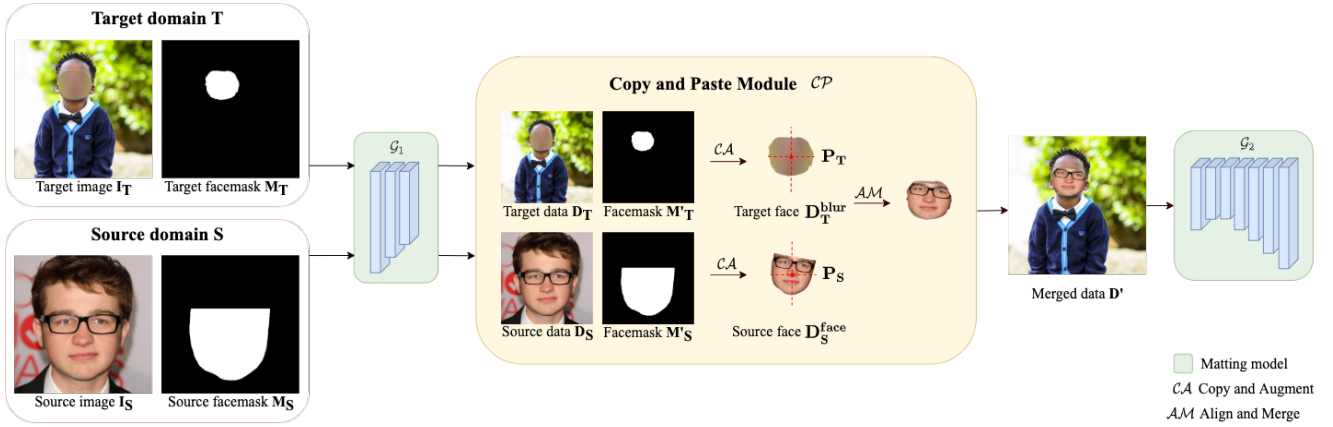 Target domain T
Target image I_T Target facemask M_T
Source domain S
Source image I_S Source facemask M_S
𝒢₁
Copy and Paste Module 𝒞𝒫
Target data D_T Facemask M'_T
𝒞𝒜
P_T
Target face D_T^blur
𝒜ℳ
Source data D_S Facemask M'_S
𝒞𝒜
P_S
Source face D_S^face
Merged data D'
𝒢₂
Matting model
𝒞𝒜 Copy and Augment
𝒜ℳ Align and Merge